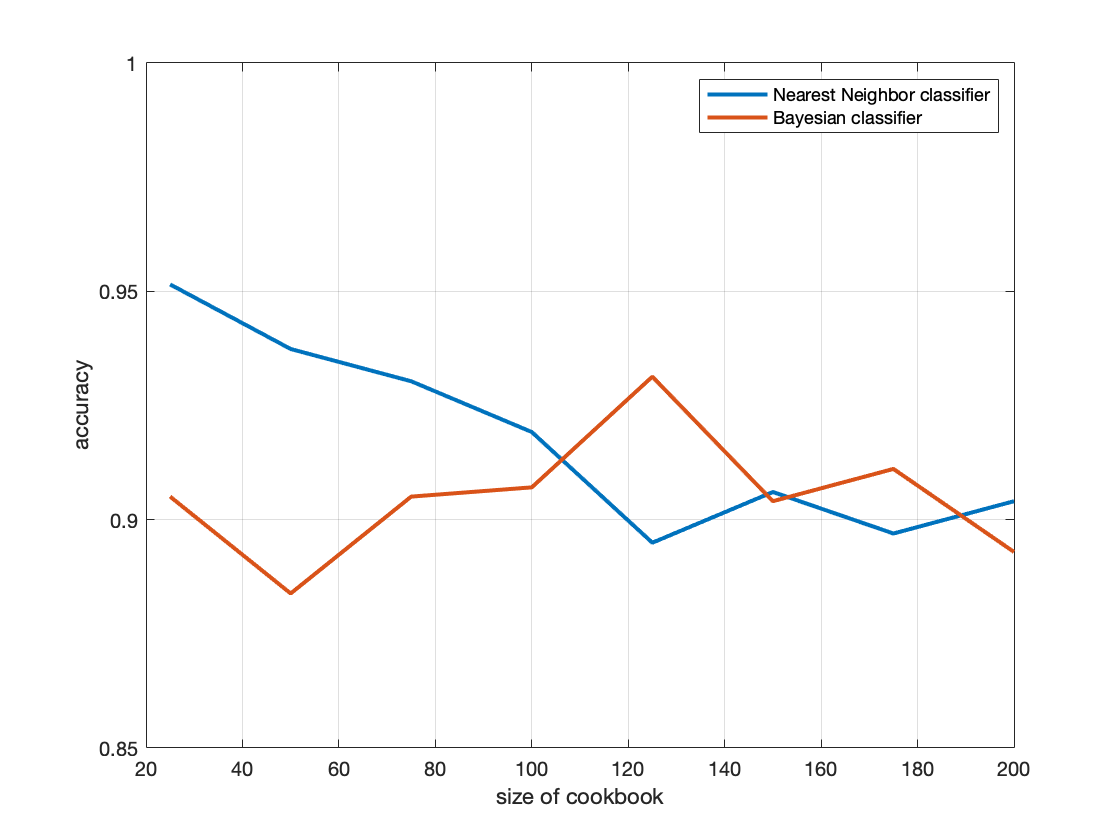 1
0.95
0.9
0.85
accuracy
Nearest Neighbor classifier
Bayesian classifier
20 40 60 80 100 120 140 160 180 200
size of cookbook